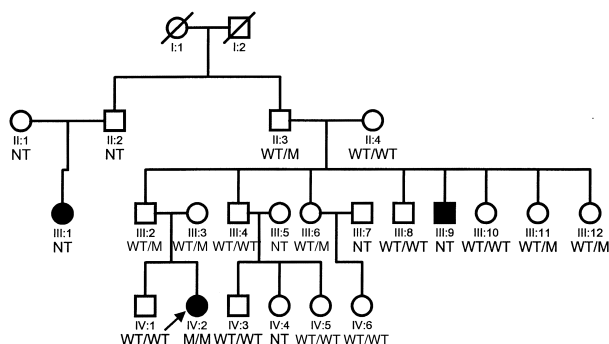 I:1 I:2
II:1 II:2 II:3 II:4
NT NT WT/M WT/WT
III:1 III:2 III:3 III:4 III:5 III:6 III:7 III:8 III:9 III:10 III:11 III:12
NT WT/M WT/M WT/WT NT WT/M NT WT/WT NT WT/WT WT/M WT/M
IV:1 IV:2 IV:3 IV:4 IV:5 IV:6
WT/WT M/M WT/WT NT WT/WT WT/WT